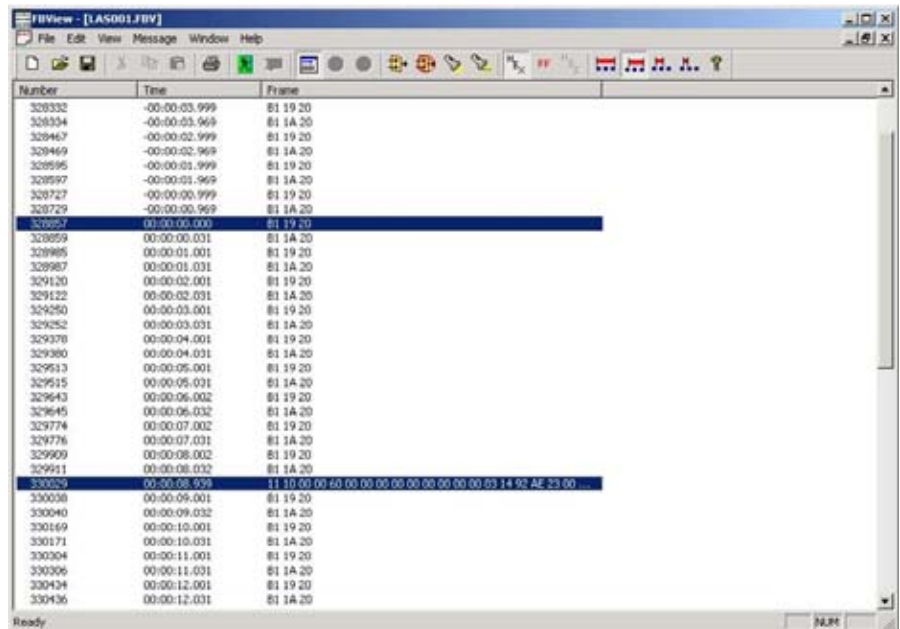 FBView - [LAS001.FBV]
File Edit View Message Window Help
Number Time Frame
328332 -00:00:03.999 B1 19 20
328334 -00:00:03.969 B1 1A 20
328467 -00:00:02.999 B1 19 20
328469 -00:00:02.969 B1 1A 20
328595 -00:00:01.999 B1 19 20
328597 -00:00:01.969 B1 1A 20
328727 -00:00:00.999 B1 19 20
328729 -00:00:00.969 B1 1A 20
328857 00:00:00.000 B1 19 20
328859 00:00:00.031 B1 1A 20
328985 00:00:01.001 B1 19 20
328987 00:00:01.031 B1 1A 20
329120 00:00:02.001 B1 19 20
329122 00:00:02.031 B1 1A 20
329250 00:00:03.001 B1 19 20
329252 00:00:03.031 B1 1A 20
329378 00:00:04.001 B1 19 20
329380 00:00:04.031 B1 1A 20
329513 00:00:05.001 B1 19 20
329515 00:00:05.031 B1 1A 20
329643 00:00:06.002 B1 19 20
329645 00:00:06.032 B1 1A 20
329774 00:00:07.002 B1 19 20
329776 00:00:07.031 B1 1A 20
329909 00:00:08.002 B1 19 20
329911 00:00:08.032 B1 1A 20
330029 00:00:08.939 11 10 00 00 60 00 00 00 00 00 00 00 00 00 03 14 92 AE 23 00 ...
330038 00:00:09.001 B1 19 20
330040 00:00:09.032 B1 1A 20
330169 00:00:10.001 B1 19 20
330171 00:00:10.031 B1 1A 20
330304 00:00:11.001 B1 19 20
330306 00:00:11.031 B1 1A 20
330434 00:00:12.001 B1 19 20
330436 00:00:12.031 B1 1A 20
Ready NUM